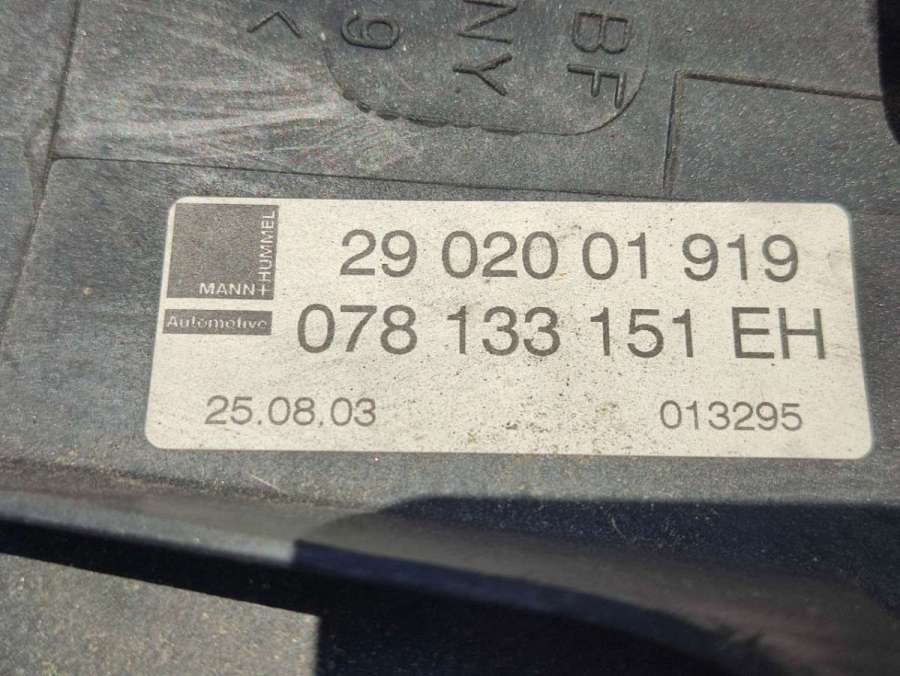 BF
NY
9
<
MANN+HUMMEL
Automotive
29 020 01 919
078 133 151 EH
25.08.03
013295